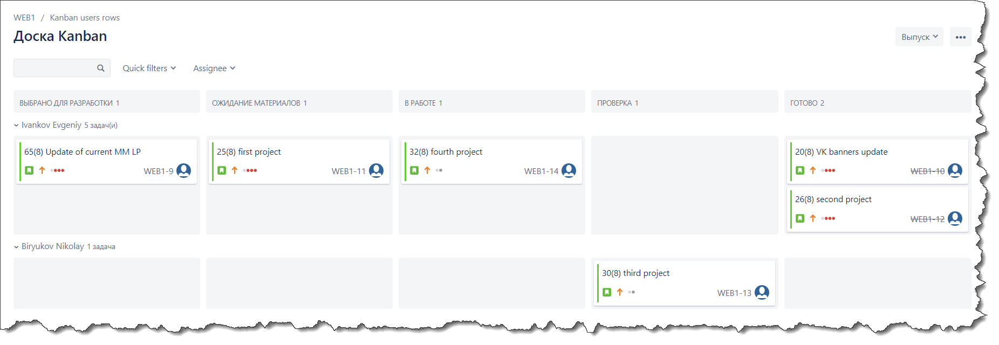 WEB1 / Kanban users rows
Доска Kanban
Выпуск
Quick filters Assignee
ВЫБРАНО ДЛЯ РАЗРАБОТКИ 1
ОЖИДАНИЕ МАТЕРИАЛОВ 1
В РАБОТЕ 1
ПРОВЕРКА 1
ГОТОВО 2
Ivankov Evgeniy 5 задач(и)
65(8) Update of current MM LP
WEB1-9
25(8) first project
WEB1-11
32(8) fourth project
WEB1-14
20(8) VK banners update
WEB1-10
26(8) second project
WEB1-12
Biryukov Nikolay 1 задача
30(8) third project
WEB1-13